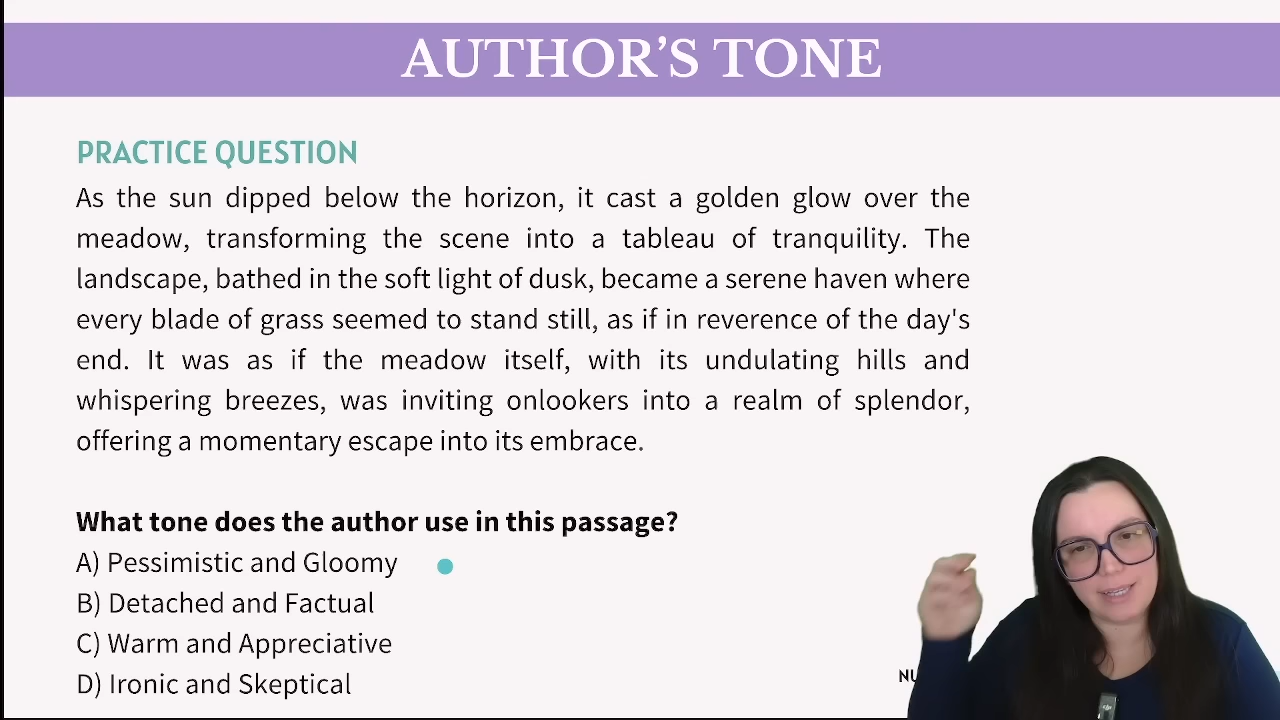 AUTHOR'S TONE
PRACTICE QUESTION
As the sun dipped below the horizon, it cast a golden glow over the
meadow, transforming the scene into a tableau of tranquility. The
landscape, bathed in the soft light of dusk, became a serene haven where
every blade of grass seemed to stand still, as if in reverence of the day's
end. It was as if the meadow itself, with its undulating hills and
whispering breezes, was inviting onlookers into a realm of splendor,
offering a momentary escape into its embrace.
What tone does the author use in this passage?
A) Pessimistic and Gloomy
B) Detached and Factual
C) Warm and Appreciative
D) Ironic and Skeptical